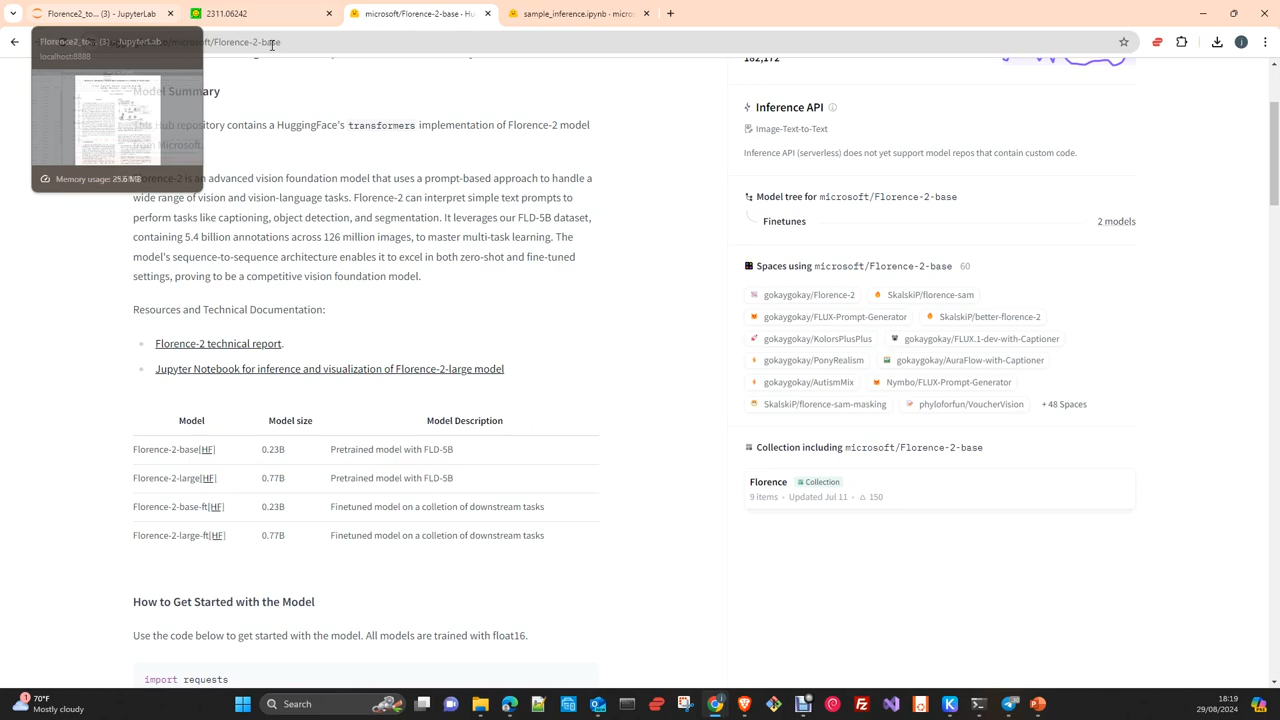 Florence2_to... (3) - JupyterLab
2311.06242
microsoft/Florence-2-base · Hu
sample_inference.ipynb · micros
Florence2_to... (3) - JupyterLab
localhost:8888
/microsoft/Florence-2-base
Memory usage:
Model Summary
This Hub repository contains HuggingFace's transformers implementation of Florence-2 model
from Microsoft.
Florence-2 is an advanced vision foundation model that uses a prompt-based approach to handle a
wide range of vision and vision-language tasks. Florence-2 can interpret simple text prompts to
perform tasks like captioning, object detection, and segmentation. It leverages our FLD-5B dataset,
containing 5.4 billion annotations across 126 million images, to master multi-task learning. The
model's sequence-to-sequence architecture enables it to excel in both zero-shot and fine-tuned
settings, proving to be a competitive vision foundation model.
Resources and Technical Documentation:
Florence-2 technical report.
Jupyter Notebook for inference and visualization of Florence-2-large model
Model Model size Model Description
Florence-2-base[HF] 0.23B Pretrained model with FLD-5B
Florence-2-large[HF] 0.77B Pretrained model with FLD-5B
Florence-2-base-ft[HF] 0.23B Finetuned model on a colletion of downstream tasks
Florence-2-large-ft[HF] 0.77B Finetuned model on a colletion of downstream tasks
How to Get Started with the Model
Use the code below to get started with the model. All models are trained with float16.
import requests
Inference API
Image-Text-to-Text
Inference API (serverless) does not yet support model repos that contain custom code.
Model tree for microsoft/Florence-2-base
Finetunes 2 models
Spaces using microsoft/Florence-2-base 60
gokaygokay/Florence-2 SkalskiP/florence-sam
gokaygokay/FLUX-Prompt-Generator SkalskiP/better-florence-2
gokaygokay/KolorsPlusPlus gokaygokay/FLUX.1-dev-with-Captioner
gokaygokay/PonyRealism gokaygokay/AuraFlow-with-Captioner
gokaygokay/AutismMix Nymbo/FLUX-Prompt-Generator
SkalskiP/florence-sam-masking phyloforfun/VoucherVision + 48 Spaces
Collection including microsoft/Florence-2-base
Florence Collection
9 items • Updated Jul 11 • 150
70°F
Mostly cloudy
Search
18:19
29/08/2024